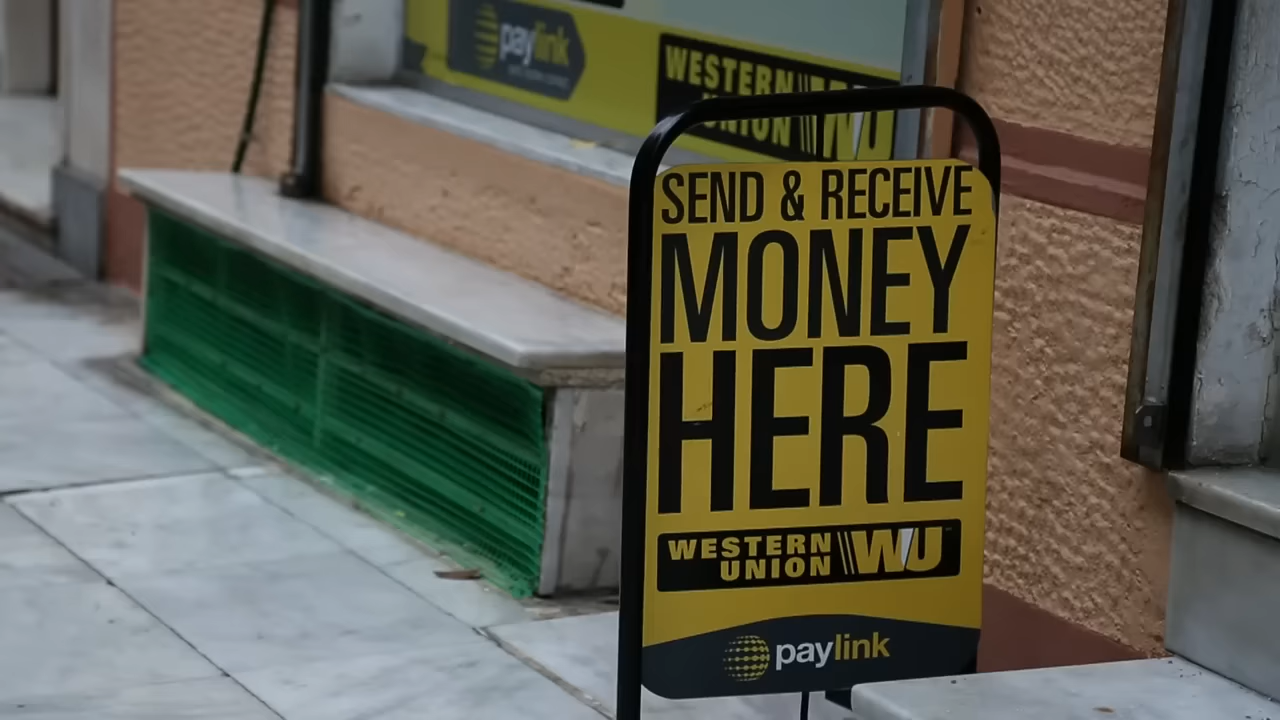 paylink
WESTERN
UNION WU
SEND & RECEIVE
MONEY
HERE
WESTERN
UNION WU
paylink